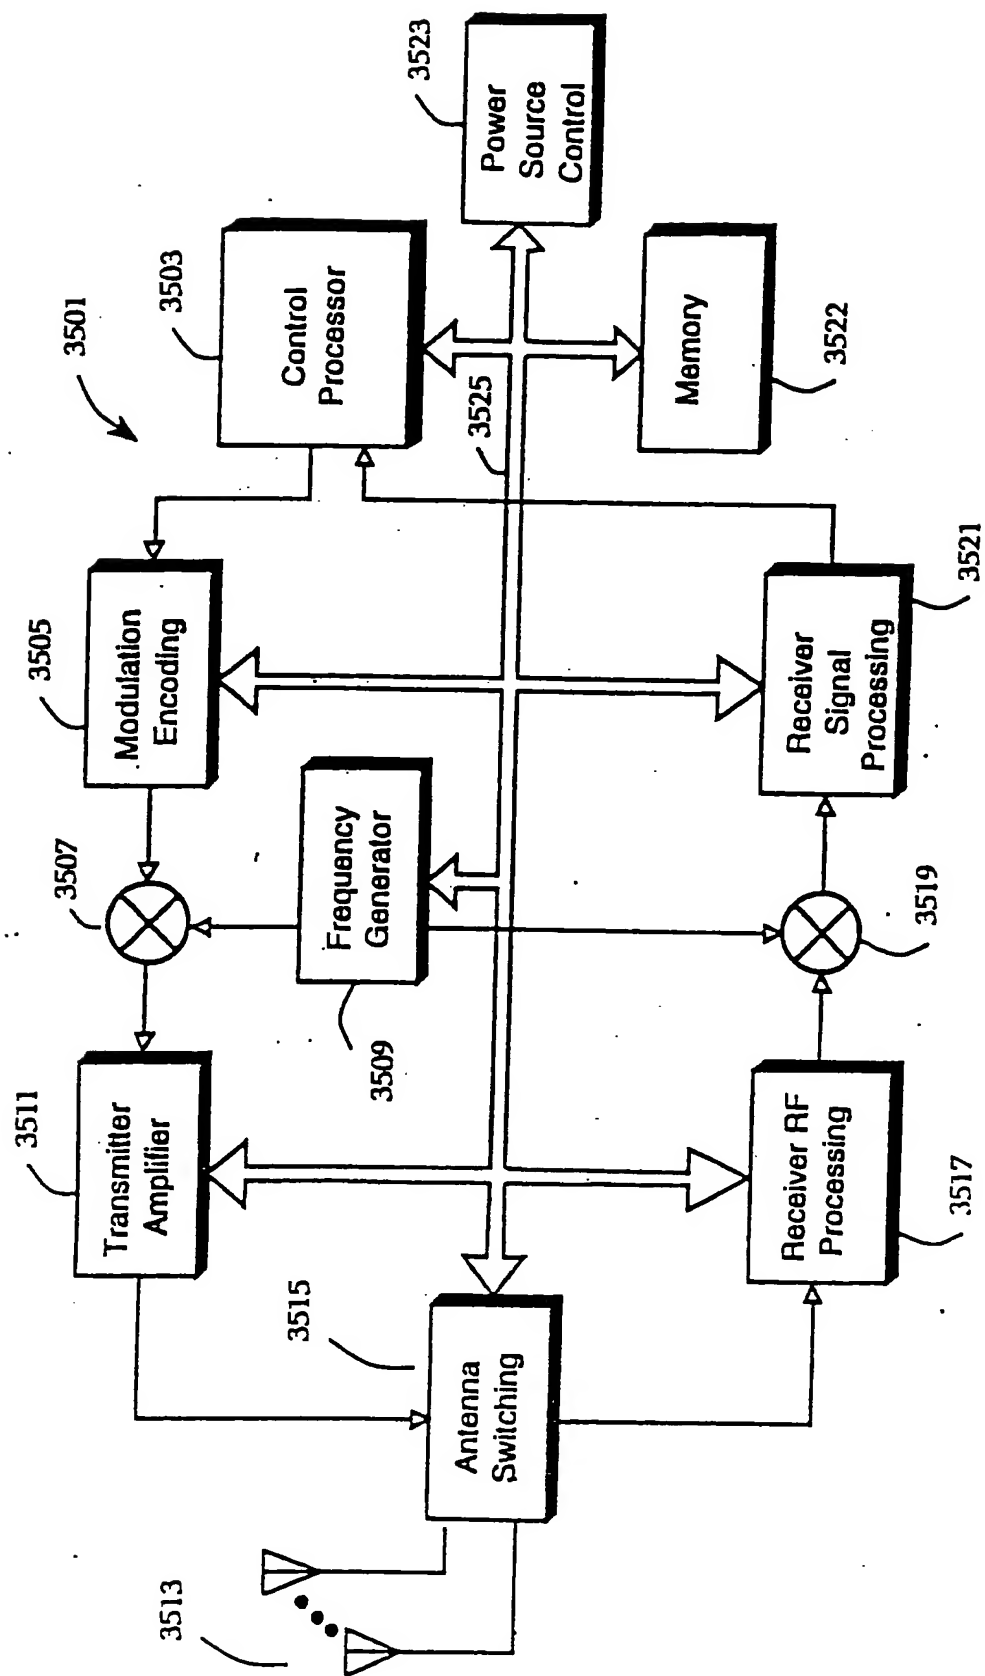 3501
3523
Power
Source
Control
3503
Control
Processor
3525
Memory
3522
3505
Modulation
Encoding
3507
Frequency
Generator
3509
Receiver
Signal
Processing
3521
3519
3511
Transmitter
Amplifier
3515
Antenna
Switching
Receiver RF
Processing
3517
3513